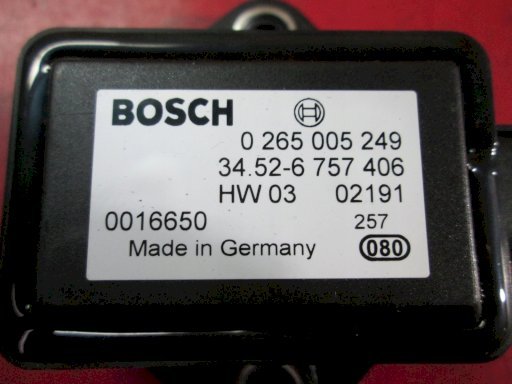 BOSCH
0 265 005 249
34.52-6 757 406
HW 03 02191
0016650 257
Made in Germany 080